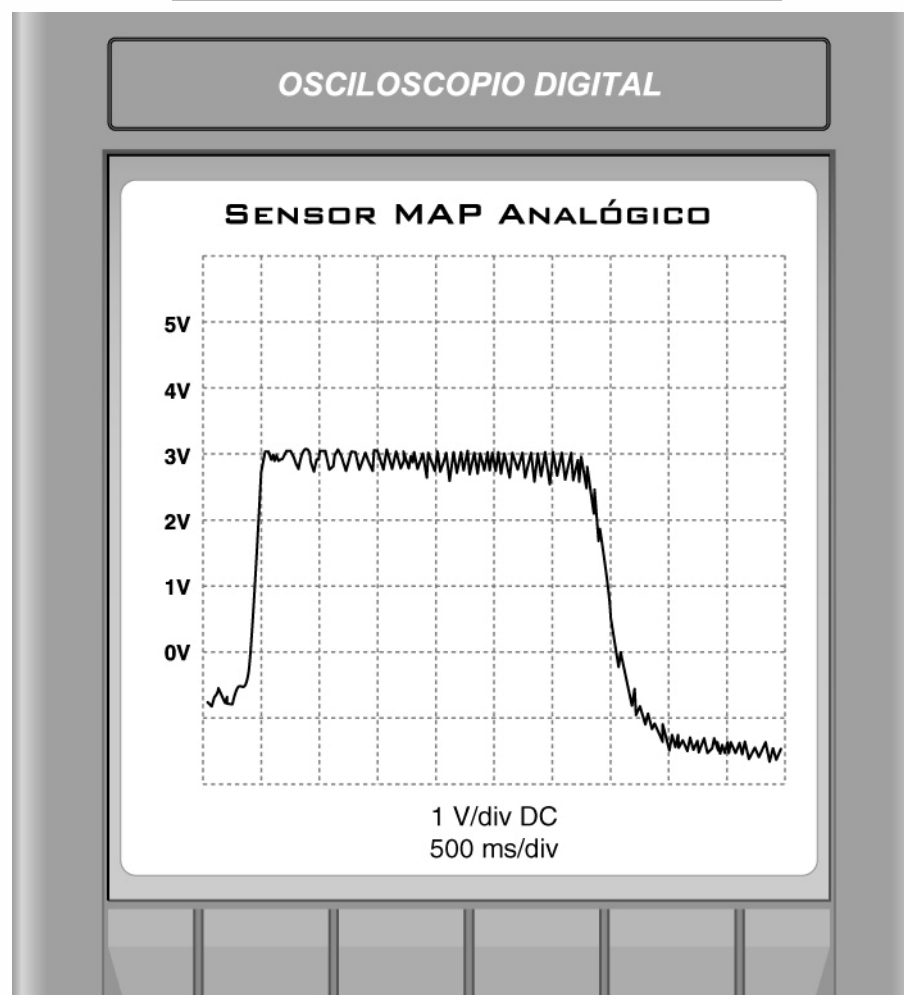 OSCILOSCOPIO DIGITAL
SENSOR MAP ANALÓGICO
5V
4V
3V
2V
1V
0V
1 V/div DC
500 ms/div